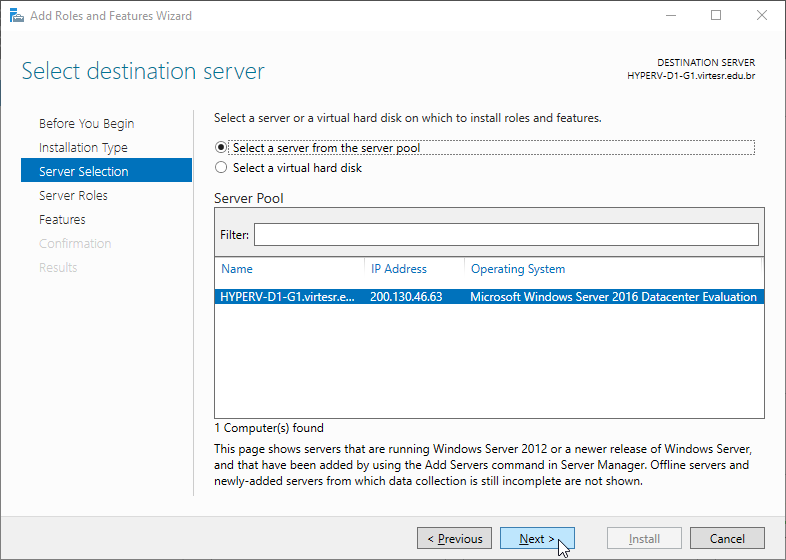 Add Roles and Features Wizard
Select destination server
DESTINATION SERVER
HYPERV-D1-G1.virtesr.edu.br
Before You Begin
Installation Type
Server Selection
Server Roles
Features
Confirmation
Results
Select a server or a virtual hard disk on which to install roles and features.
Select a server from the server pool
Select a virtual hard disk
Server Pool
Filter:
Name IP Address Operating System
HYPERV-D1-G1.virtesr.e... 200.130.46.63 Microsoft Windows Server 2016 Datacenter Evaluation
1 Computer(s) found
This page shows servers that are running Windows Server 2012 or a newer release of Windows Server,
and that have been added by using the Add Servers command in Server Manager. Offline servers and
newly-added servers from which data collection is still incomplete are not shown.
< Previous Next > Install Cancel